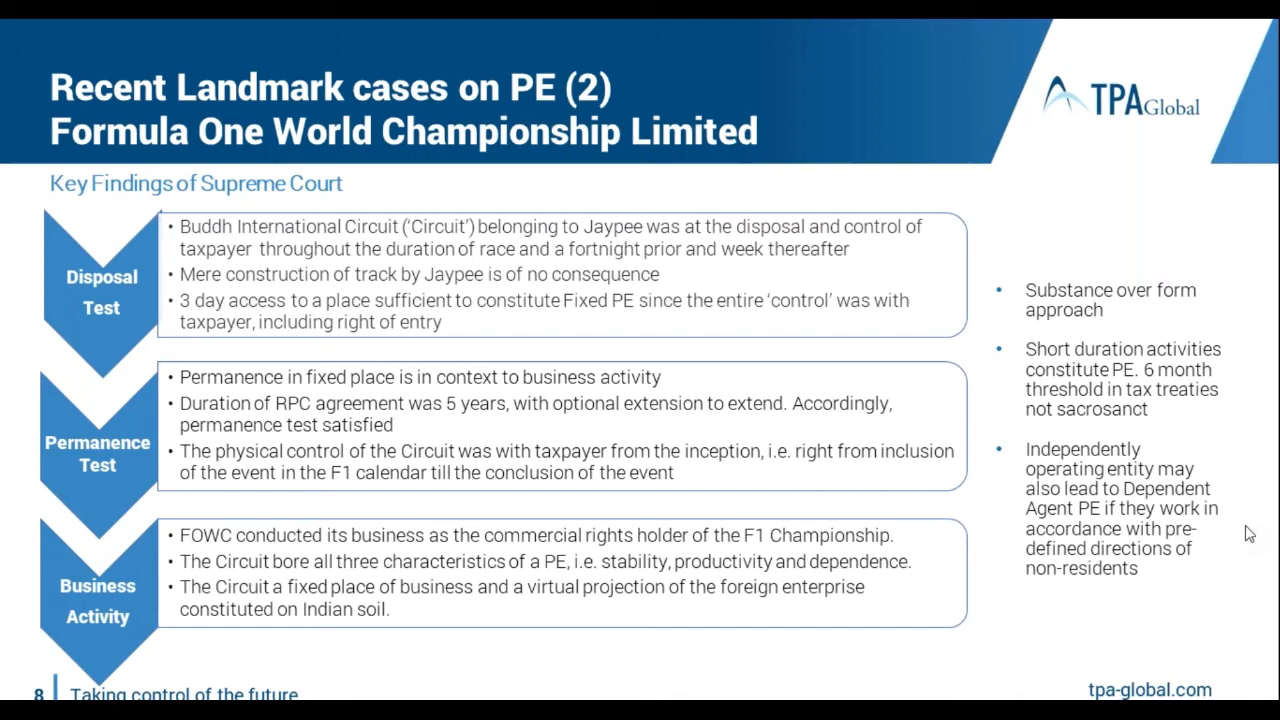 Recent Landmark cases on PE (2)
Formula One World Championship Limited
TPA Global
Key Findings of Supreme Court
Disposal
Test
• Buddh International Circuit (‘Circuit’) belonging to Jaypee was at the disposal and control of
taxpayer throughout the duration of race and a fortnight prior and week thereafter
• Mere construction of track by Jaypee is of no consequence
• 3 day access to a place sufficient to constitute Fixed PE since the entire ‘control’ was with
taxpayer, including right of entry
Permanence
Test
• Permanence in fixed place is in context to business activity
• Duration of RPC agreement was 5 years, with optional extension to extend. Accordingly,
permanence test satisfied
• The physical control of the Circuit was with taxpayer from the inception, i.e. right from inclusion
of the event in the F1 calendar till the conclusion of the event
Business
Activity
• FOWC conducted its business as the commercial rights holder of the F1 Championship.
• The Circuit bore all three characteristics of a PE, i.e. stability, productivity and dependence.
• The Circuit a fixed place of business and a virtual projection of the foreign enterprise
constituted on Indian soil.
• Substance over form
approach
• Short duration activities
constitute PE. 6 month
threshold in tax treaties
not sacrosanct
• Independently
operating entity may
also lead to Dependent
Agent PE if they work in
accordance with pre-
defined directions of
non-residents
8 Taking control of the future
tpa-global.com